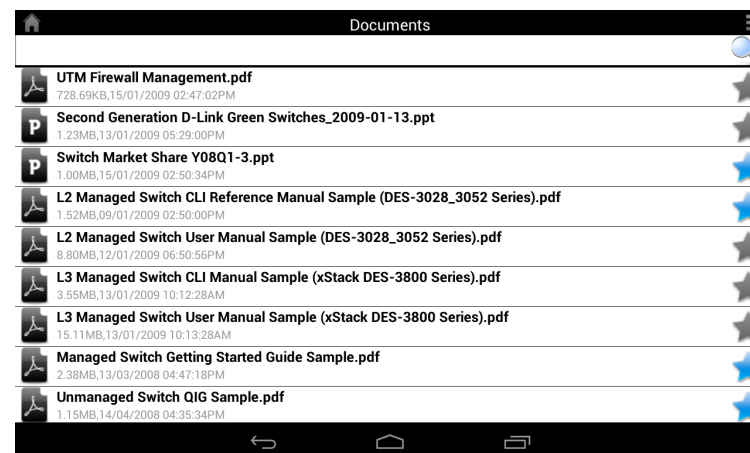 Documents
UTM Firewall Management.pdf
728.69KB,15/01/2009 02:47:02PM
P
Second Generation D-Link Green Switches_2009-01-13.ppt
1.23MB,13/01/2009 05:29:00PM
P
Switch Market Share Y08Q1-3.ppt
1.00MB,15/01/2009 02:50:34PM
L2 Managed Switch CLI Reference Manual Sample (DES-3028_3052 Series).pdf
1.52MB,09/01/2009 02:50:00PM
L2 Managed Switch User Manual Sample (DES-3028_3052 Series).pdf
8.80MB,12/01/2009 06:50:56PM
L3 Managed Switch CLI Manual Sample (xStack DES-3800 Series).pdf
3.55MB,13/01/2009 10:12:28AM
L3 Managed Switch User Manual Sample (xStack DES-3800 Series).pdf
15.11MB,13/01/2009 10:13:28AM
Managed Switch Getting Started Guide Sample.pdf
2.38MB,13/03/2008 04:47:18PM
Unmanaged Switch QIG Sample.pdf
1.15MB,14/04/2008 04:35:34PM